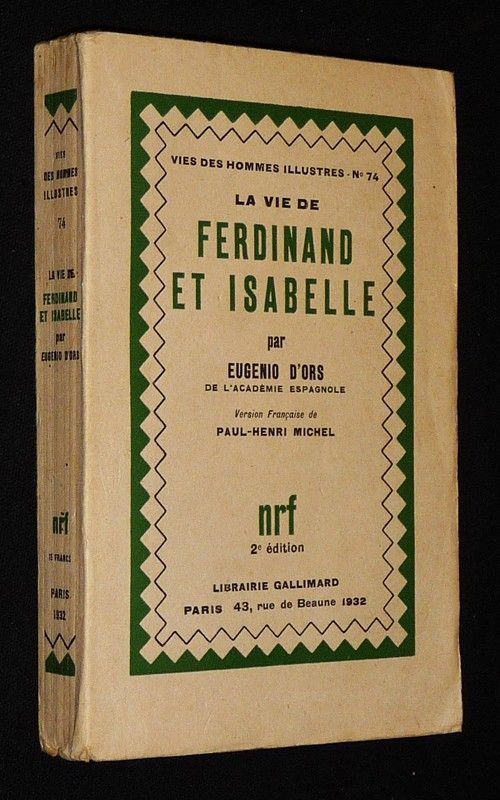 VIES
DES HOMMES
ILLUSTRES
74
LA VIE DE
FERDINAND
ET ISABELLE
par
EUGENIO D'ORS
nrf
15 FRANCS
PARIS
1932
VIES DES HOMMES ILLUSTRES - No 74
LA VIE DE
FERDINAND
ET ISABELLE
par
EUGENIO D'ORS
DE L'ACADÉMIE ESPAGNOLE
Version Française de
PAUL-HENRI MICHEL
nrf
2e édition
LIBRAIRIE GALLIMARD
PARIS 43, rue de Beaune 1932